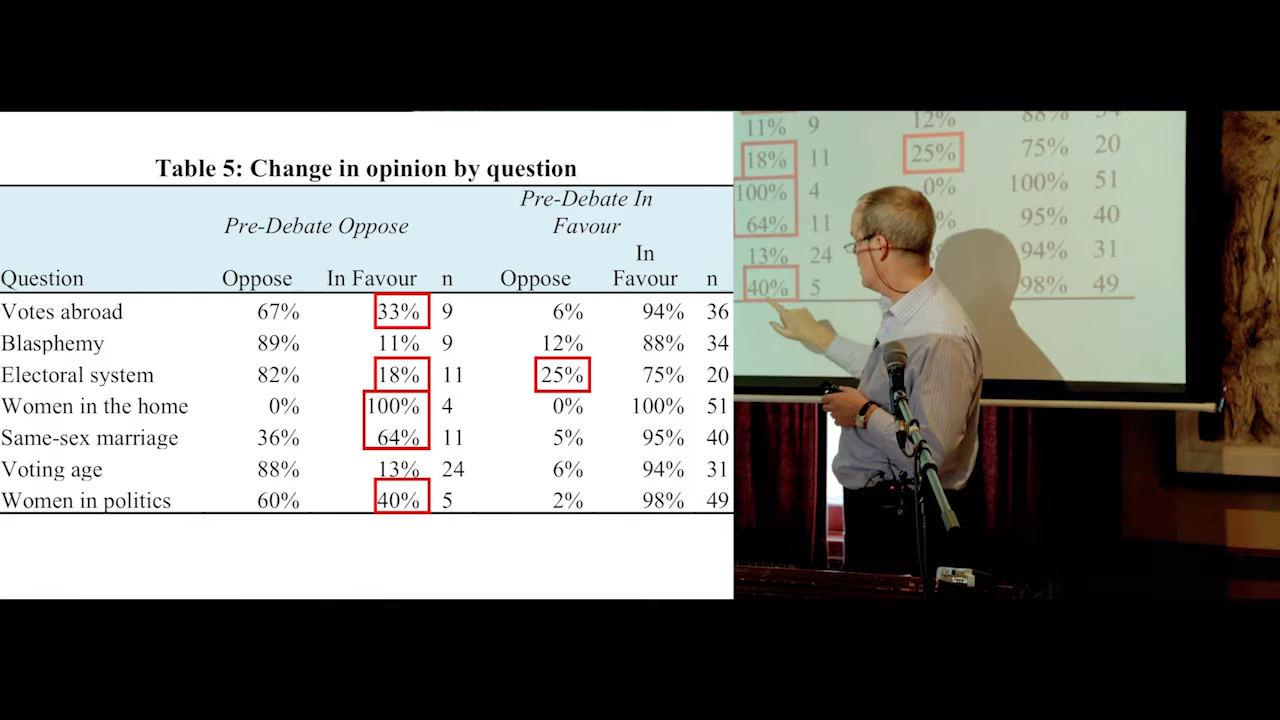 Table 5: Change in opinion by question
Pre-Debate Oppose Pre-Debate In Favour
Question Oppose In Favour n Oppose In Favour n
Votes abroad 67% 33% 9 6% 94% 36
Blasphemy 89% 11% 9 12% 88% 34
Electoral system 82% 18% 11 25% 75% 20
Women in the home 0% 100% 4 0% 100% 51
Same-sex marriage 36% 64% 11 5% 95% 40
Voting age 88% 13% 24 6% 94% 31
Women in politics 60% 40% 5 2% 98% 49
11% 9 12% 88% 34
18% 11 25% 75% 20
100% 4 0% 100% 51
64% 11 % 95% 40
13% 24 94% 31
40% 5 98% 49